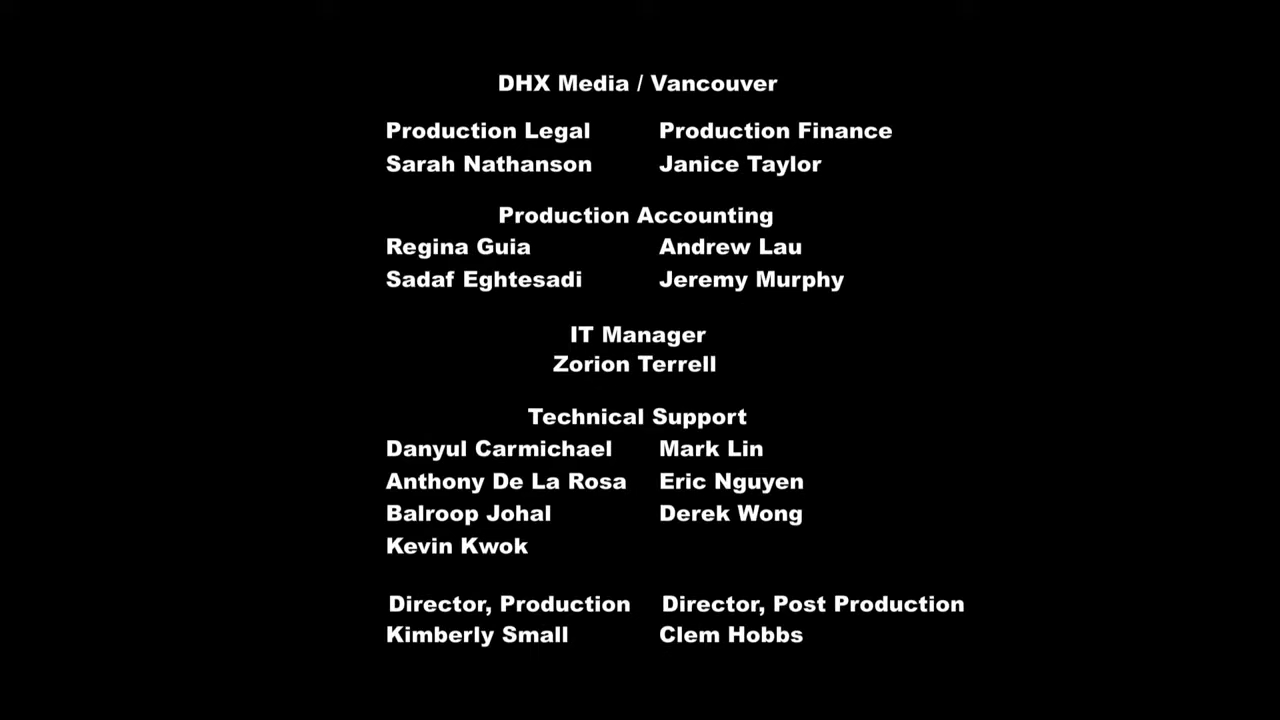 DHX Media / Vancouver
Production Legal Production Finance
Sarah Nathanson Janice Taylor
Production Accounting
Regina Guia Andrew Lau
Sadaf Eghtesadi Jeremy Murphy
IT Manager
Zorion Terrell
Technical Support
Danyul Carmichael Mark Lin
Anthony De La Rosa Eric Nguyen
Balroop Johal Derek Wong
Kevin Kwok
Director, Production Director, Post Production
Kimberly Small Clem Hobbs